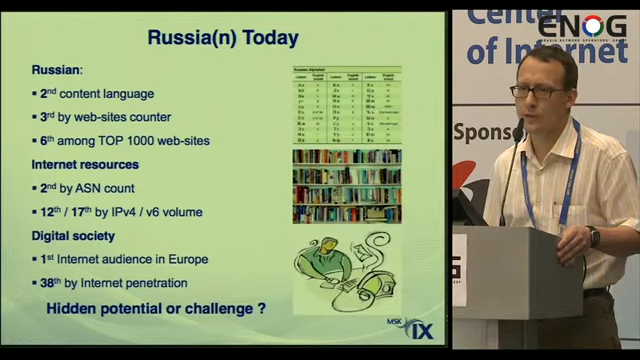 Russia(n) Today
Russian:
2nd content language
3rd by web-sites counter
6th among TOP 1000 web-sites
Internet resources
2nd by ASN count
12th / 17th by IPv4 / v6 volume
Digital society
1st Internet audience in Europe
38th by Internet penetration
Hidden potential or challenge ?
Russian Alphabet
MSK
IX
Center
of Internet
ENOG
Sponso